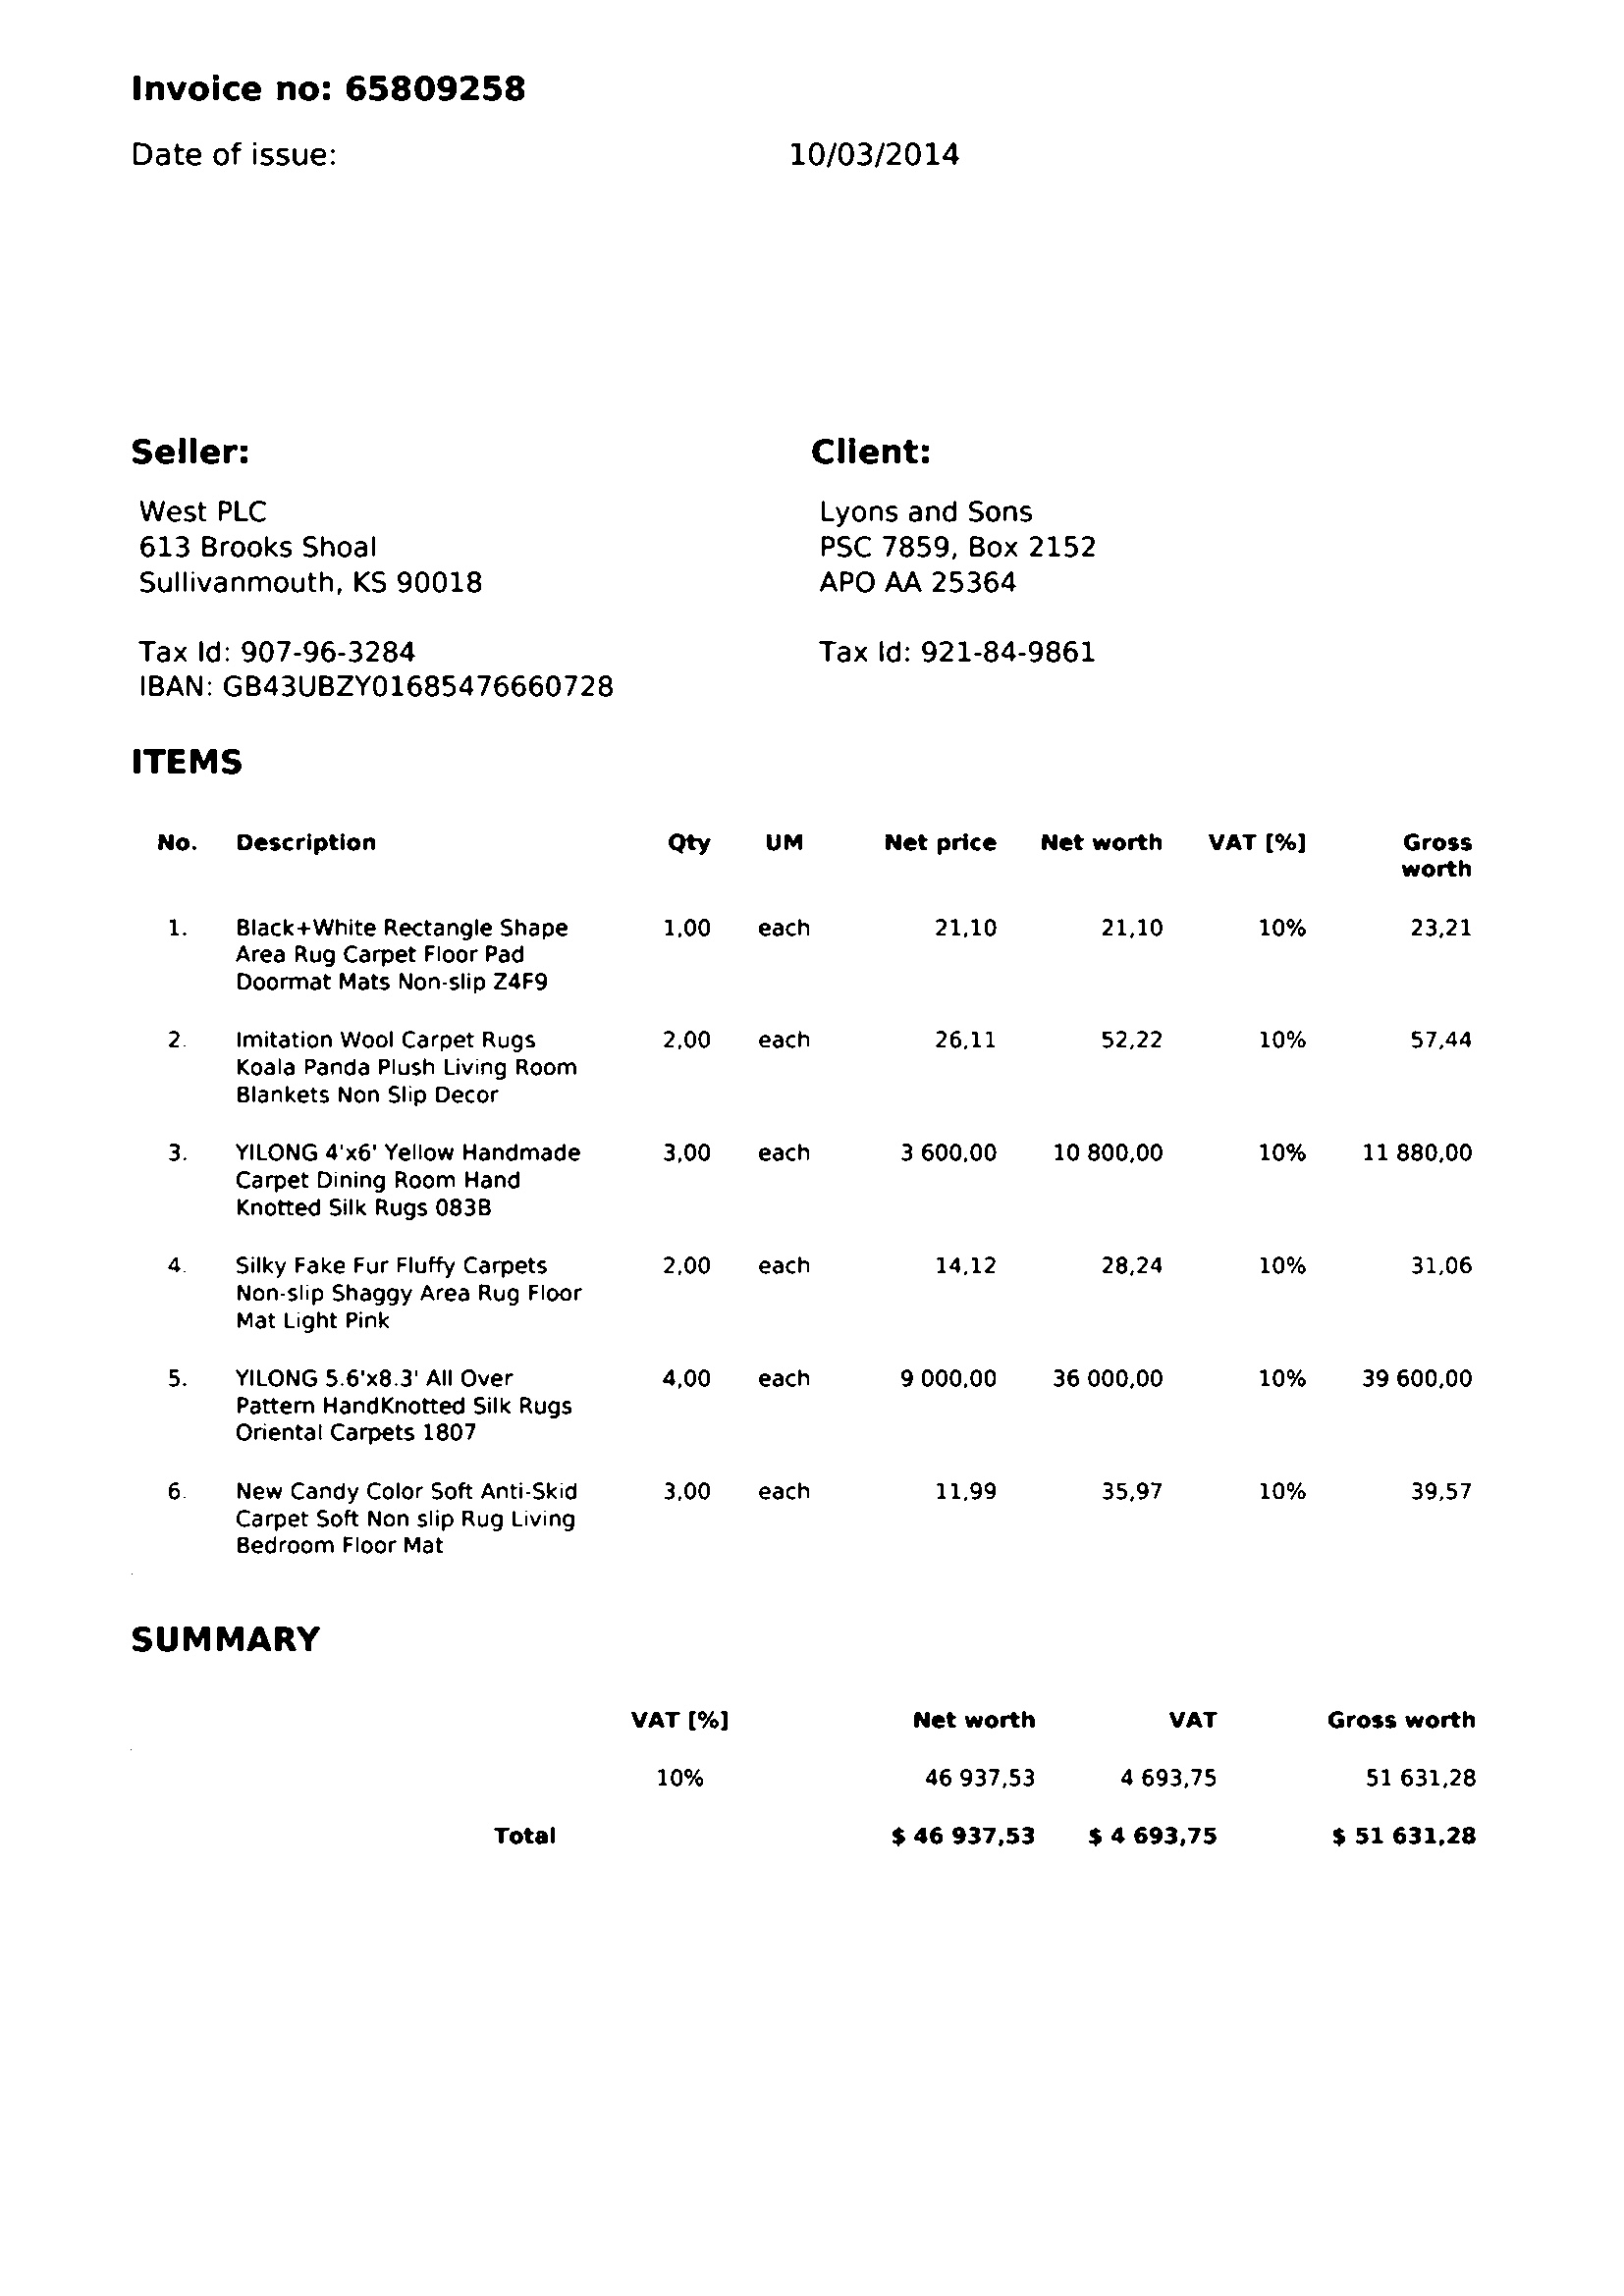 Invoice no: 65809258
Date of issue: 10/03/2014
Seller: Client:
West PLC Lyons and Sons
613 Brooks Shoal PSC 7859, Box 2152
Sullivanmouth, KS 90018 APO AA 25364
Tax Id: 907-96-3284 Tax Id: 921-84-9861
IBAN: GB43UBZY01685476660728
ITEMS
No. Description Qty UM Net price Net worth VAT [%] Gross
worth
1. Black+White Rectangle Shape 1,00 each 21,10 21,10 10% 23,21
Area Rug Carpet Floor Pad
Doormat Mats Non-slip Z4F9
2. Imitation Wool Carpet Rugs 2,00 each 26,11 52,22 10% 57,44
Koala Panda Plush Living Room
Blankets Non Slip Decor
3. YILONG 4'x6' Yellow Handmade 3,00 each 3 600,00 10 800,00 10% 11 880,00
Carpet Dining Room Hand
Knotted Silk Rugs 083B
4. Silky Fake Fur Fluffy Carpets 2,00 each 14,12 28,24 10% 31,06
Non-slip Shaggy Area Rug Floor
Mat Light Pink
5. YILONG 5.6'x8.3' All Over 4,00 each 9 000,00 36 000,00 10% 39 600,00
Pattern HandKnotted Silk Rugs
Oriental Carpets 1807
6. New Candy Color Soft Anti-Skid 3,00 each 11,99 35,97 10% 39,57
Carpet Soft Non slip Rug Living
Bedroom Floor Mat
SUMMARY
VAT [%] Net worth VAT Gross worth
10% 46 937,53 4 693,75 51 631,28
Total $ 46 937,53 $ 4 693,75 $ 51 631,28